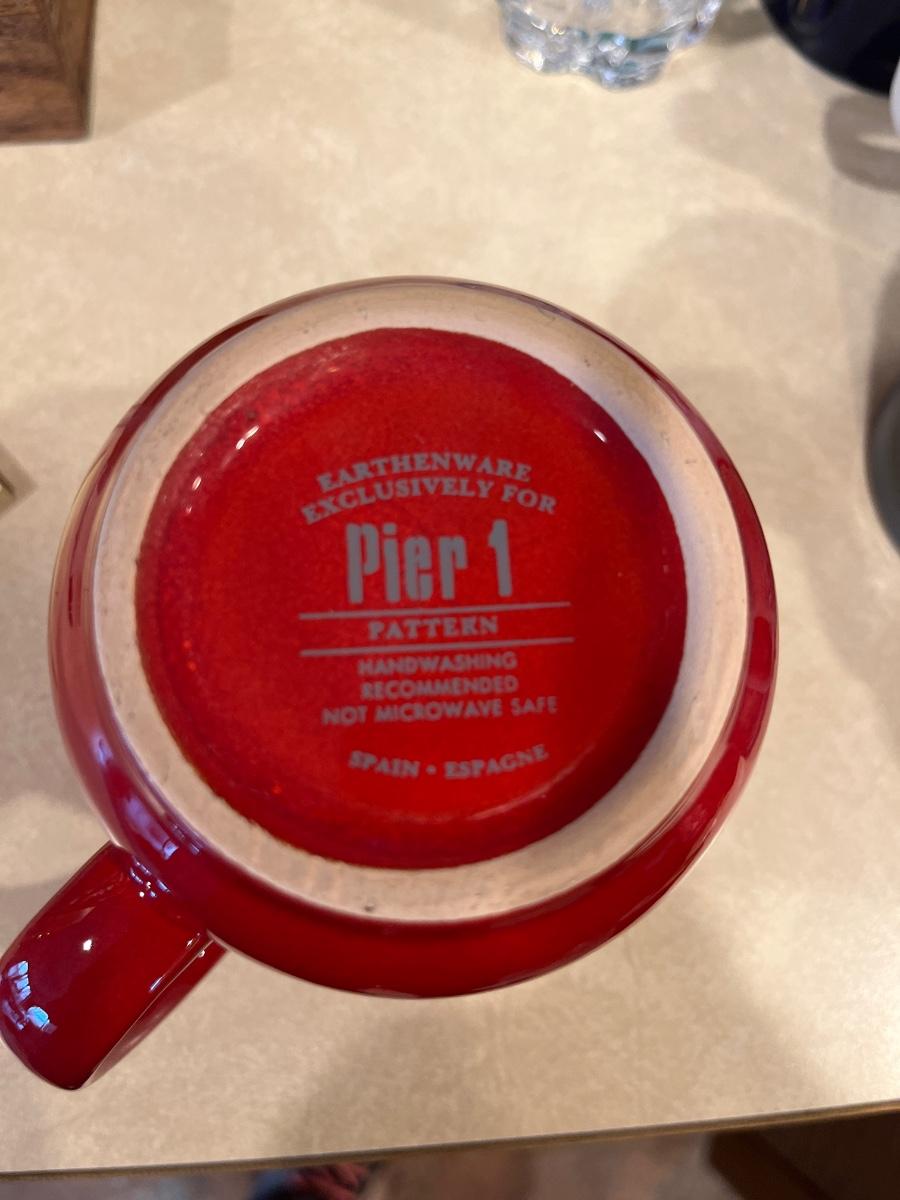 EARTHENWARE
EXCLUSIVELY FOR
Pier 1
PATTERN
HANDWASHING
RECOMMENDED
NOT MICROWAVE SAFE
SPAIN • ESPAGNE